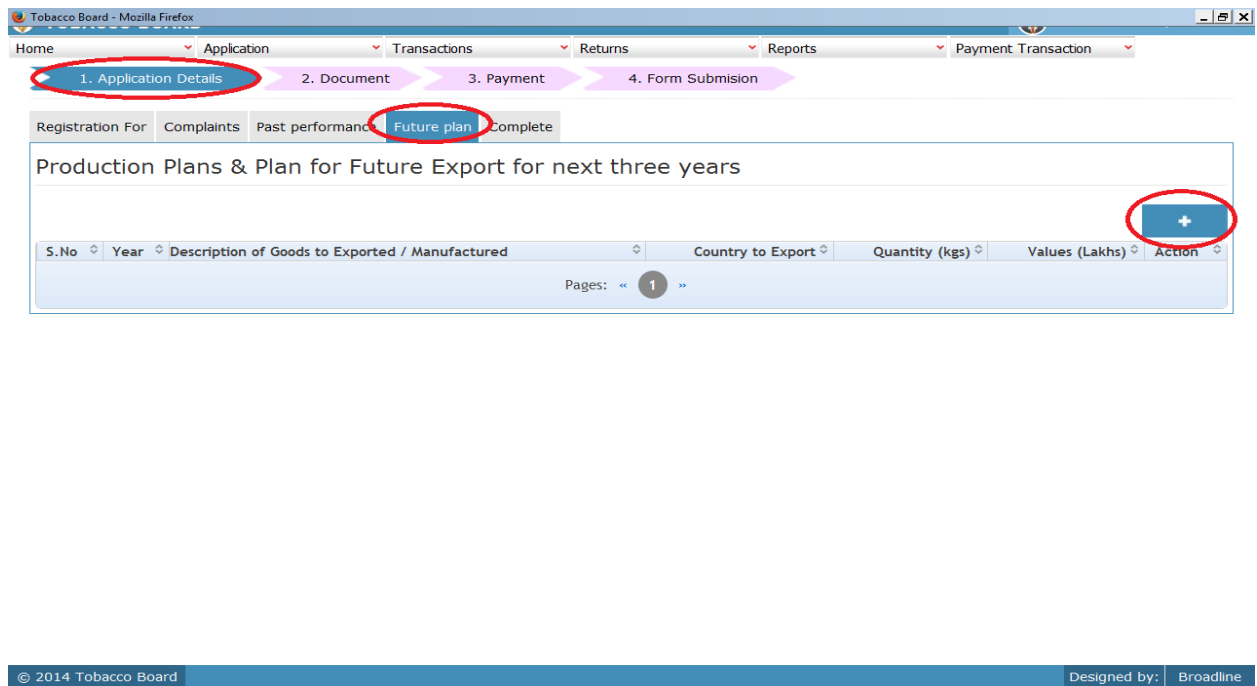 Tobacco Board - Mozilla Firefox
Home Application Transactions Returns Reports Payment Transaction
1. Application Details 2. Document 3. Payment 4. Form Submision
Registration For Complaints Past performance Future plan Complete
Production Plans & Plan for Future Export for next three years
+
S.No Year Description of Goods to Exported / Manufactured Country to Export Quantity (kgs) Values (Lakhs) Action
Pages: « 1 »
© 2014 Tobacco Board Designed by: Broadline